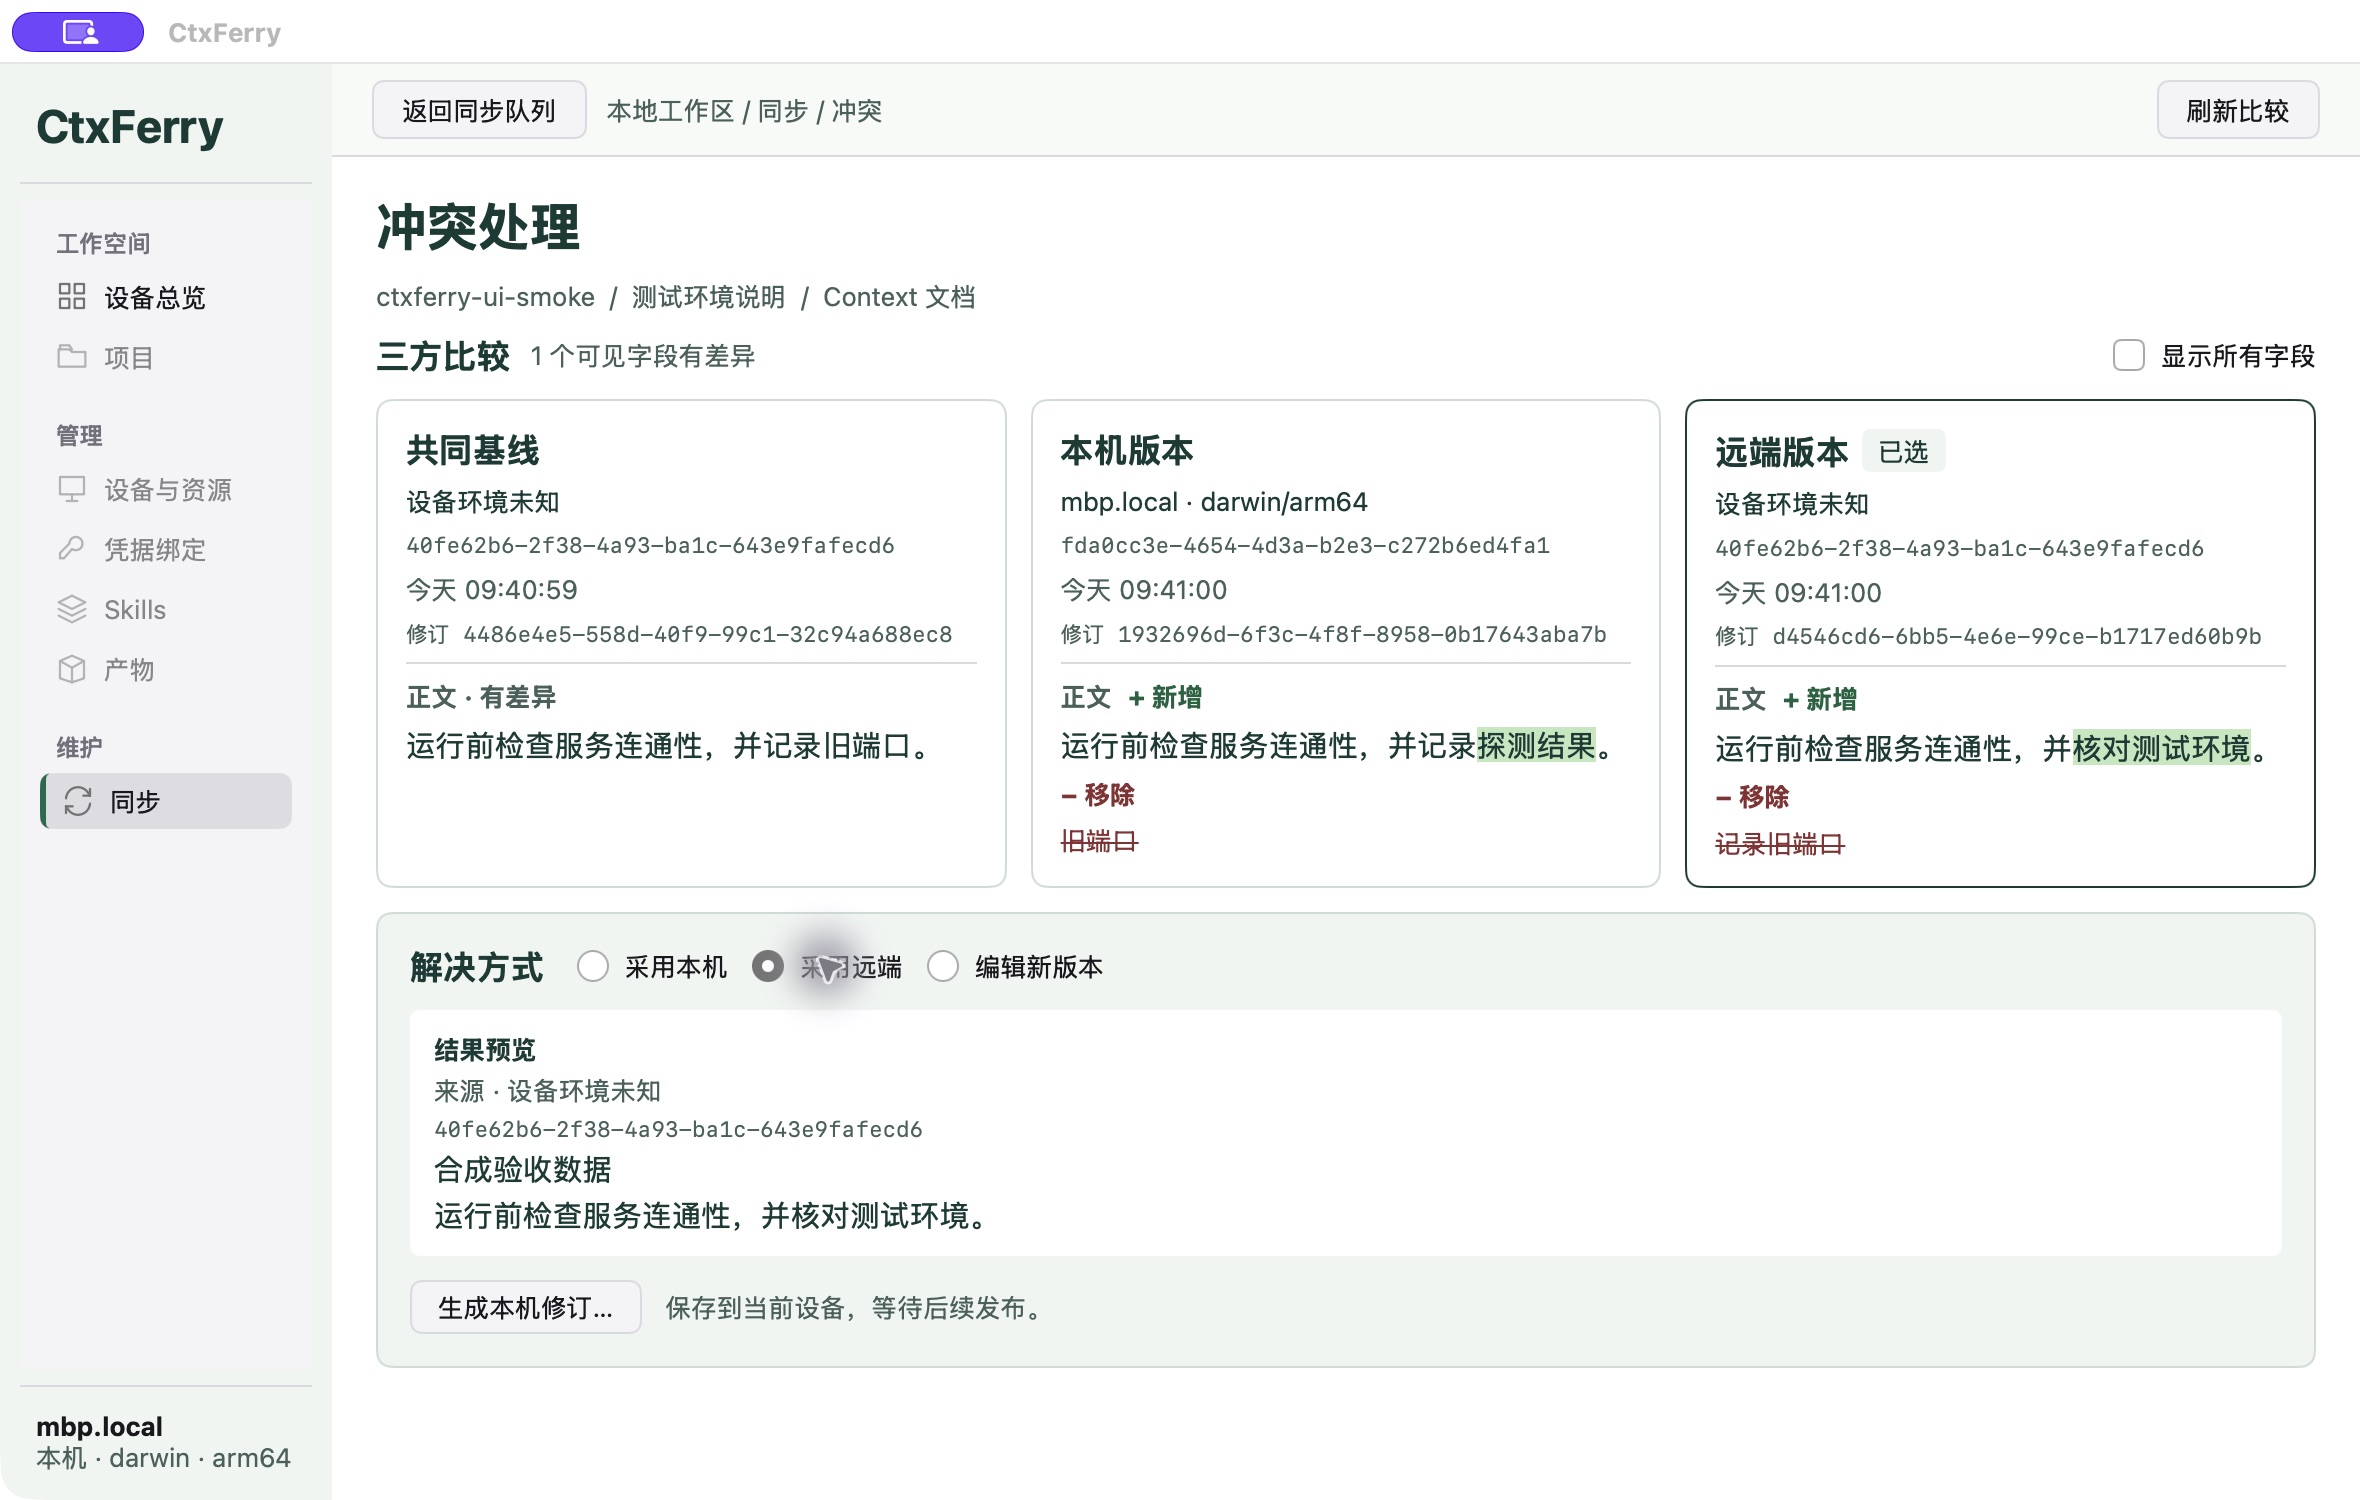 CtxFerry
CtxFerry
工作空间
设备总览
项目
管理
设备与资源
凭据绑定
Skills
产物
维护
同步
mbp.local
本机 · darwin · arm64
返回同步队列
本地工作区 / 同步 / 冲突
刷新比较
冲突处理
ctxferry-ui-smoke / 测试环境说明 / Context 文档
三方比较 1 个可见字段有差异
显示所有字段
共同基线
设备环境未知
40fe62b6-2f38-4a93-ba1c-643e9fafecd6
今天 09:40:59
修订 4486e4e5-558d-40f9-99c1-32c94a688ec8
正文 · 有差异
运行前检查服务连通性，并记录旧端口。
本机版本
mbp.local · darwin/arm64
fda0cc3e-4654-4d3a-b2e3-c272b6ed4fa1
今天 09:41:00
修订 1932696d-6f3c-4f8f-8958-0b17643aba7b
正文 + 新增
运行前检查服务连通性，并记录探测结果。
– 移除
旧端口
远端版本 已选
设备环境未知
40fe62b6-2f38-4a93-ba1c-643e9fafecd6
今天 09:41:00
修订 d4546cd6-6bb5-4e6e-99ce-b1717ed60b9b
正文 + 新增
运行前检查服务连通性，并核对测试环境。
– 移除
记录旧端口
解决方式 采用本机 采用远端 编辑新版本
结果预览
来源 · 设备环境未知
40fe62b6-2f38-4a93-ba1c-643e9fafecd6
合成验收数据
运行前检查服务连通性，并核对测试环境。
生成本机修订... 保存到当前设备，等待后续发布。